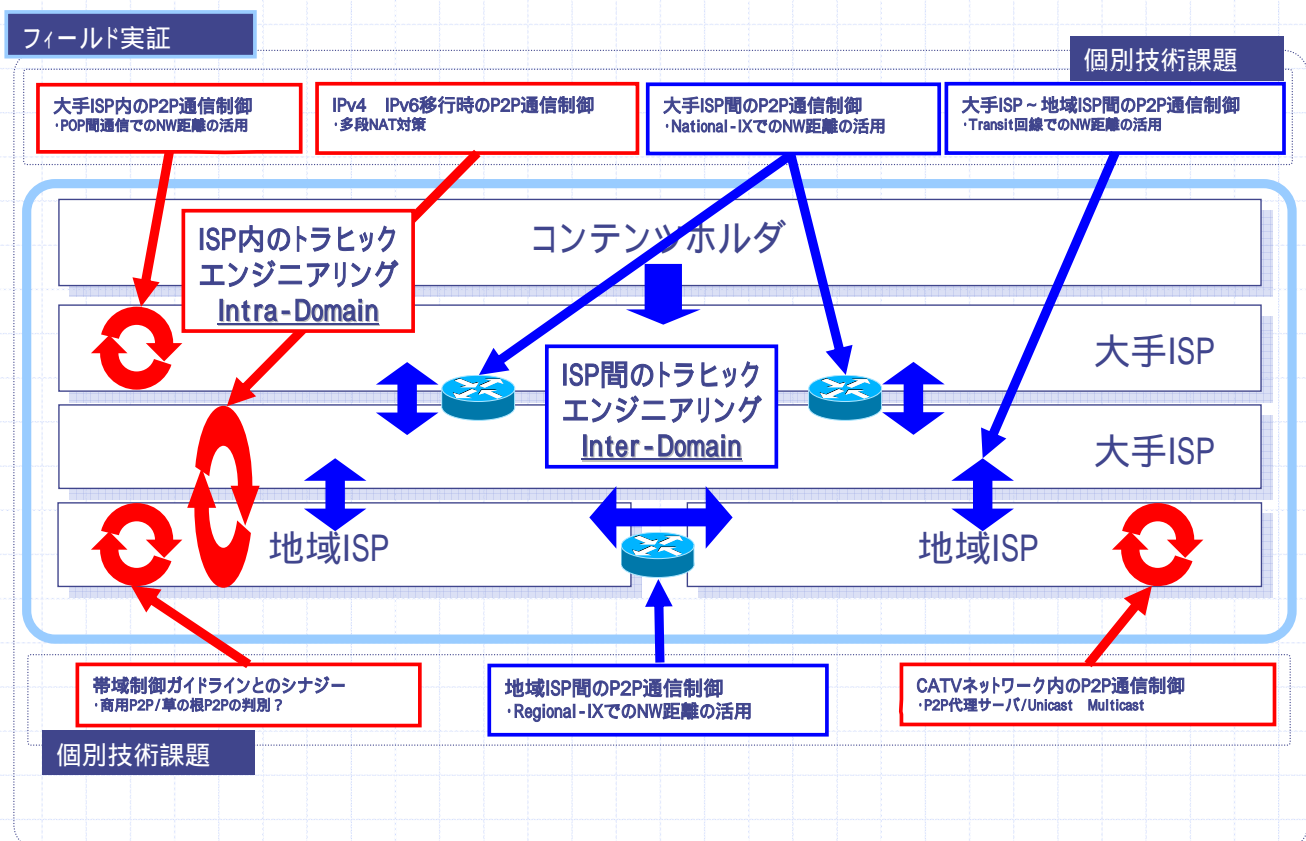 フィールド実証
個別技術課題
大手ISP内のP2P通信制御
・POP間通信でのNW距離の活用
IPv4　IPv6移行時のP2P通信制御
・多段NAT対策
大手ISP間のP2P通信制御
・National-IXでのNW距離の活用
大手ISP～地域ISP間のP2P通信制御
・Transit回線でのNW距離の活用
コンテンツホルダ
ISP内のトラヒック
エンジニアリング
Intra-Domain
大手ISP
ISP間のトラヒック
エンジニアリング
Inter-Domain
大手ISP
地域ISP
地域ISP
帯域制御ガイドラインとのシナジー
・商用P2P/草の根P2Pの判別？
地域ISP間のP2P通信制御
・Regional-IXでのNW距離の活用
CATVネットワーク内のP2P通信制御
・P2P代理サーバ/Unicast　Multicast
個別技術課題